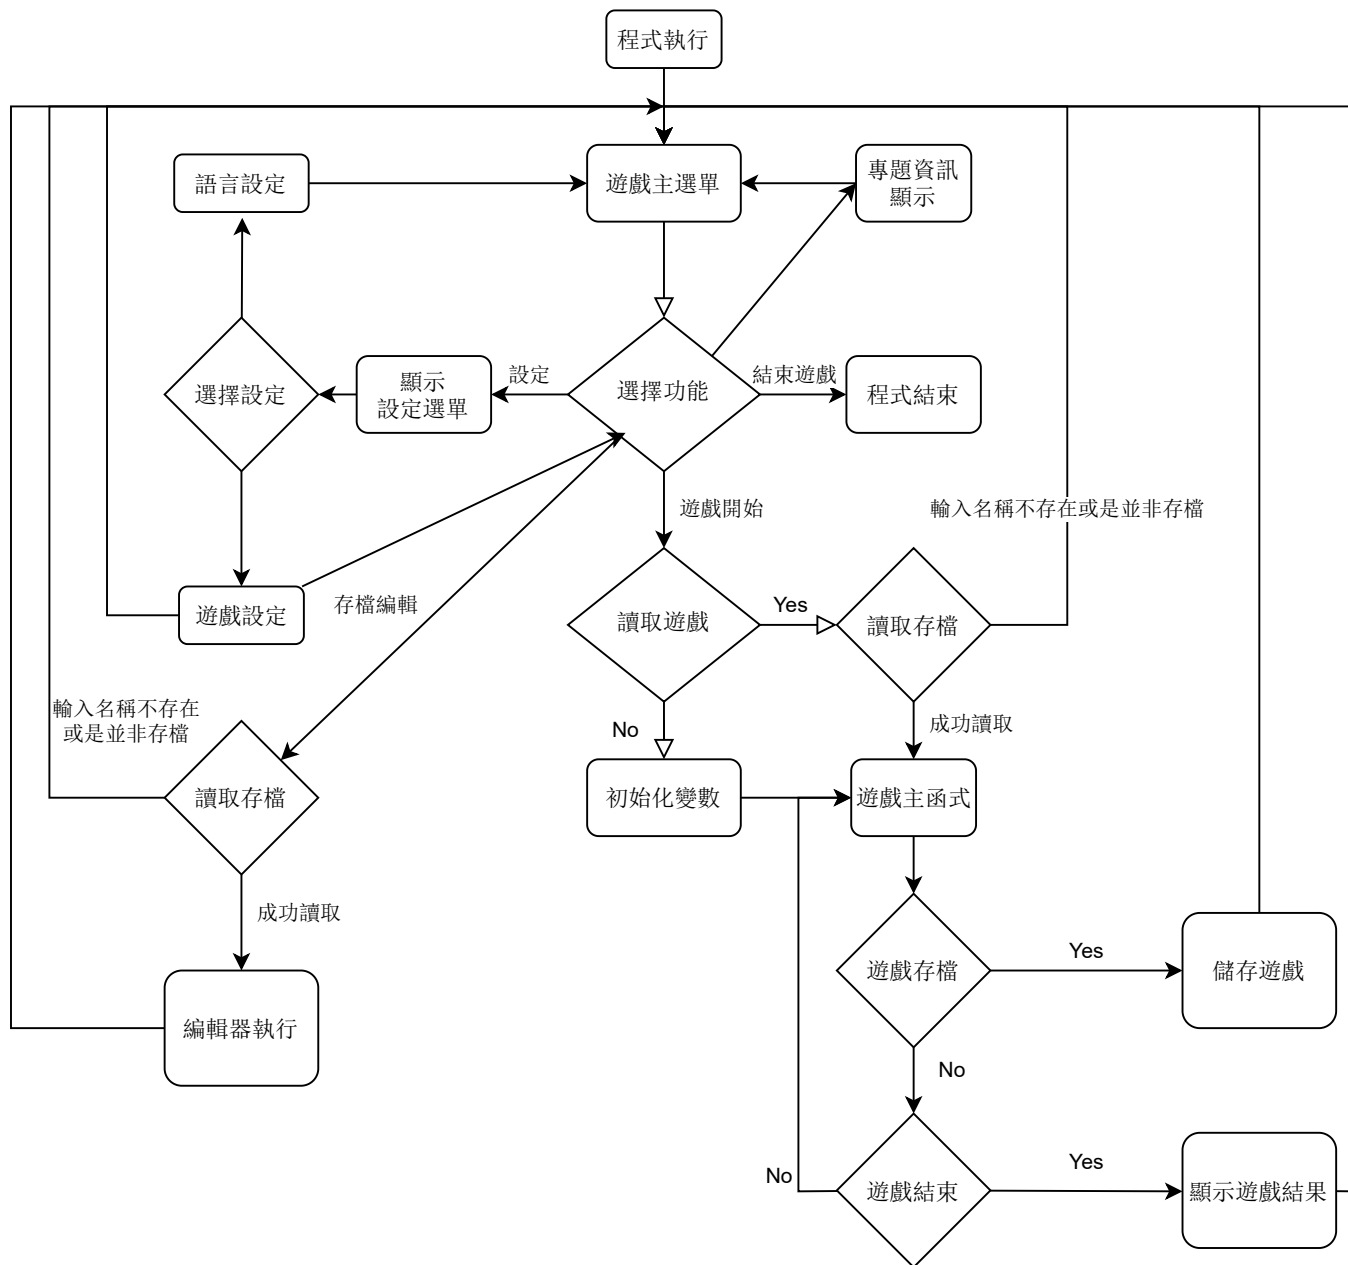 程式執行
語言設定
遊戲主選單
專題資訊
顯示
選擇設定
顯示
設定選單
設定
選擇功能
結束遊戲
程式結束
遊戲開始
輸入名稱不存在或是並非存檔
遊戲設定
存檔編輯
讀取遊戲
Yes
讀取存檔
輸入名稱不存在
或是並非存檔
No
成功讀取
讀取存檔
初始化變數
遊戲主函式
成功讀取
遊戲存檔
Yes
儲存遊戲
編輯器執行
No
No
遊戲結束
Yes
顯示遊戲結果